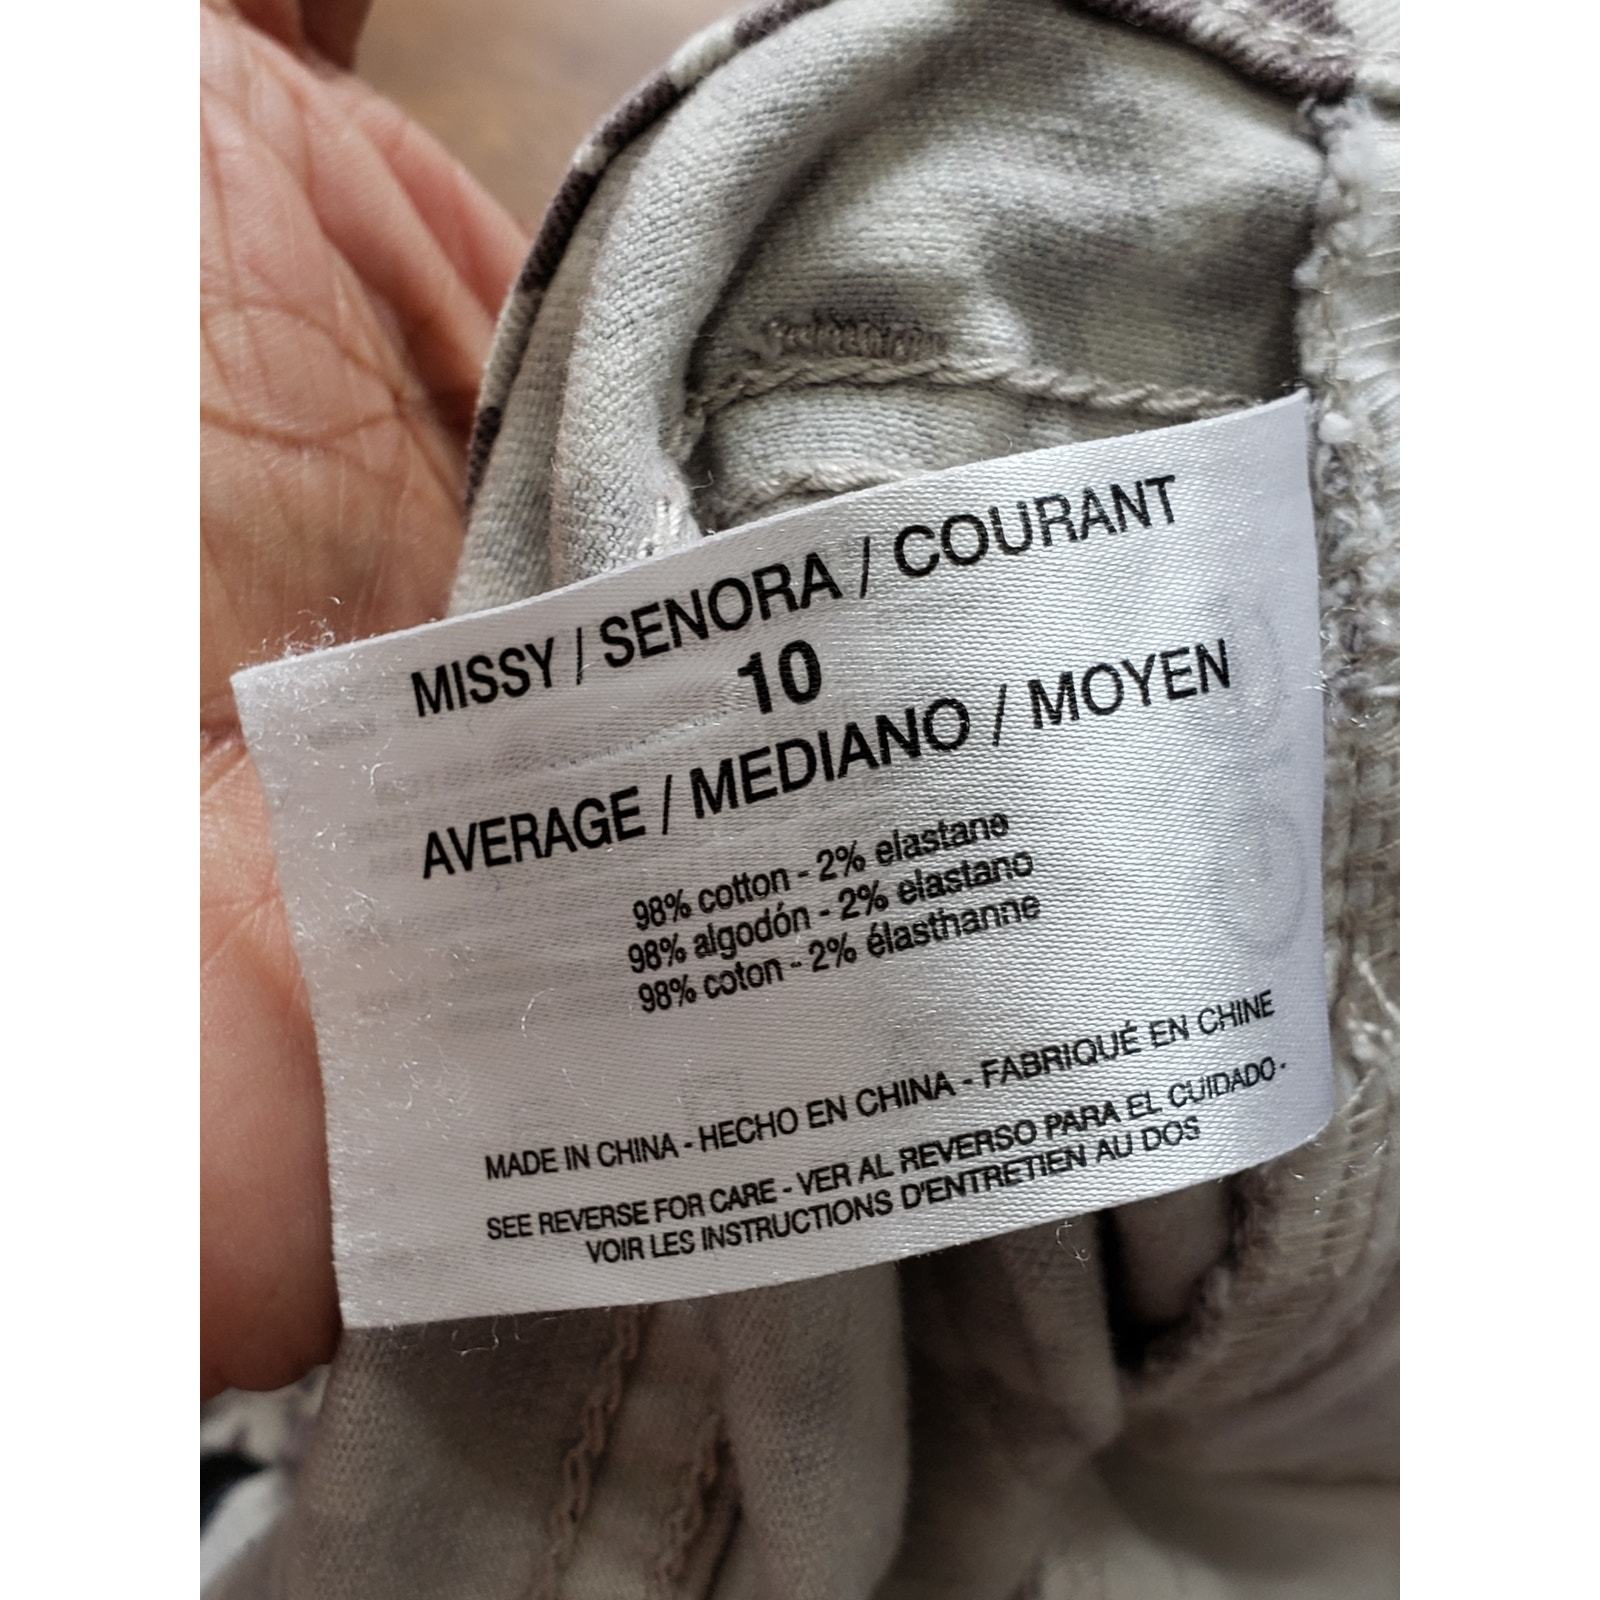 MISSY / SENORA / COURANT
10
AVERAGE / MEDIANO / MOYEN
98% cotton - 2% elastane
98% algodón - 2% elastano
98% coton - 2% élasthanne
MADE IN CHINA - HECHO EN CHINA - FABRIQUÉ EN CHINE
SEE REVERSE FOR CARE - VER AL REVERSO PARA EL CUIDADO -
VOIR LES INSTRUCTIONS D'ENTRETIEN AU DOS